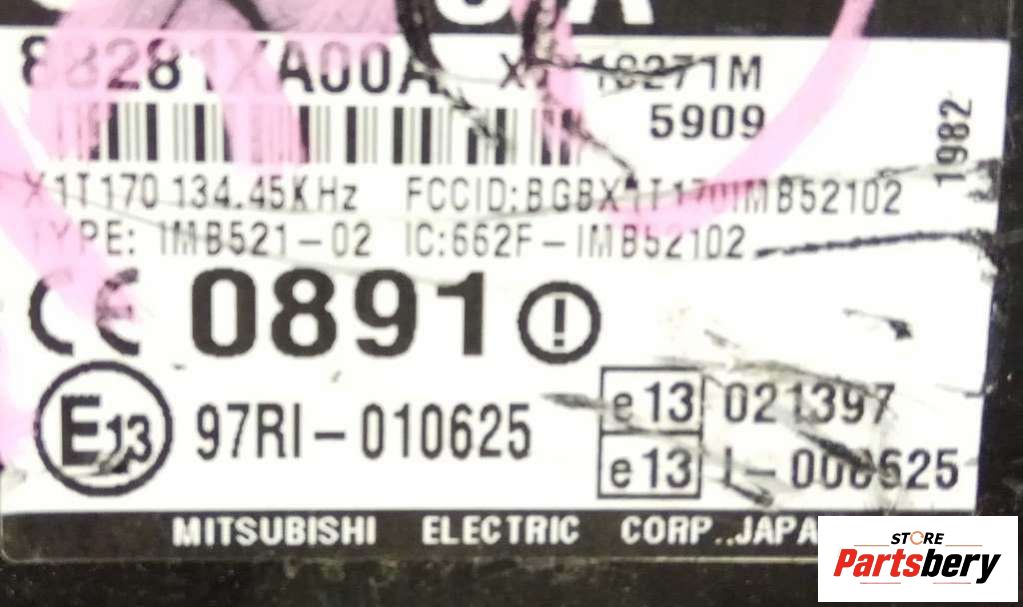 88281XA00A
5909
1982
X1T170 134.45KHz FCCID:BGBX1T170IMB52102
TYPE: IMB521-02 IC:662F-IMB52102
CE 0891
E13 97RI-010625
e13 021397
e13
MITSUBISHI ELECTRIC CORP..JAPA
STORE
Partsbery